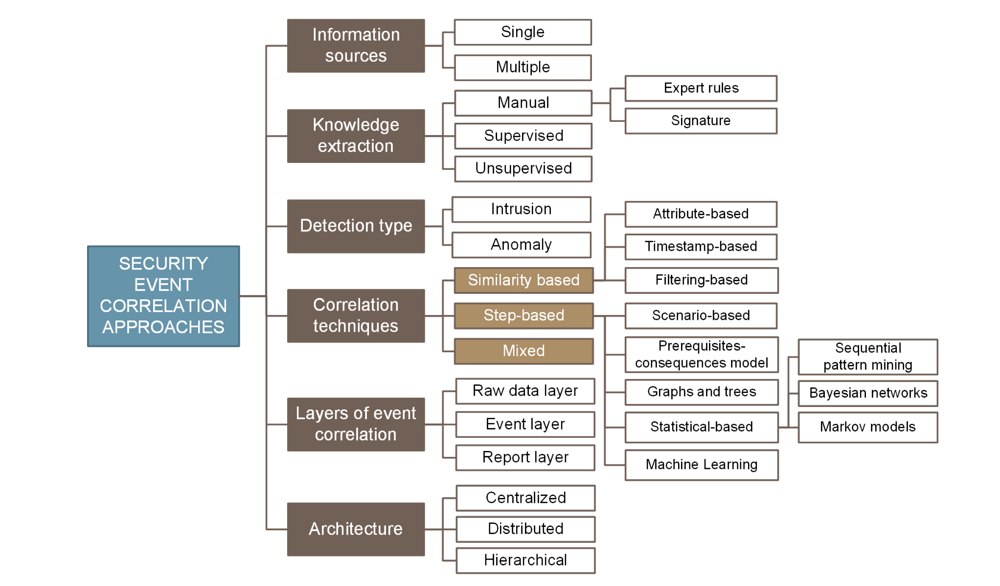 SECURITY
EVENT
CORRELATION
APPROACHES
Information
sources
Single
Multiple
Knowledge
extraction
Manual
Expert rules
Signature
Supervised
Unsupervised
Detection type
Intrusion
Anomaly
Correlation
techniques
Similarity based
Attribute-based
Timestamp-based
Filtering-based
Step-based
Scenario-based
Prerequisites-
consequences model
Graphs and trees
Statistical-based
Sequential
pattern mining
Bayesian networks
Markov models
Machine Learning
Mixed
Layers of event
correlation
Raw data layer
Event layer
Report layer
Architecture
Centralized
Distributed
Hierarchical